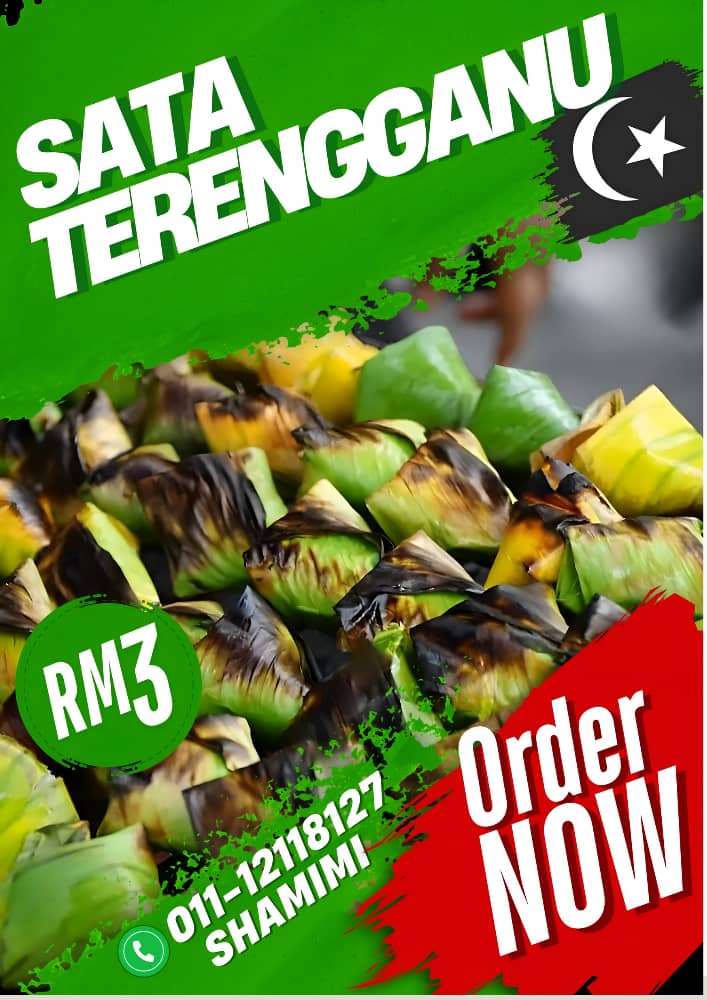 SATA
TERENGGANU
RM3
Order
NOW
011-12118127
SHAMIMI